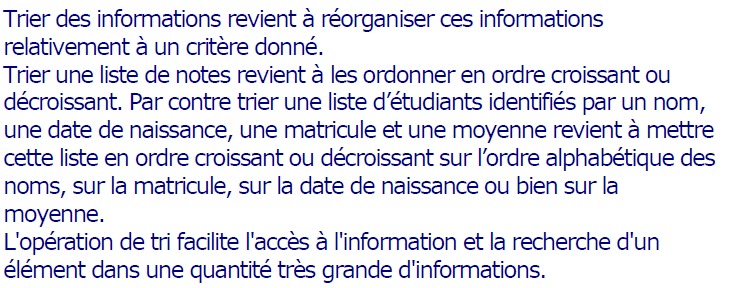 Trier des informations revient à réorganiser ces informations
relativement à un critère donné.
Trier une liste de notes revient à les ordonner en ordre croissant ou
décroissant. Par contre trier une liste d’étudiants identifiés par un nom,
une date de naissance, une matricule et une moyenne revient à mettre
cette liste en ordre croissant ou décroissant sur l’ordre alphabétique des
noms, sur la matricule, sur la date de naissance ou bien sur la
moyenne.
L'opération de tri facilite l'accès à l'information et la recherche d'un
élément dans une quantité très grande d'informations.